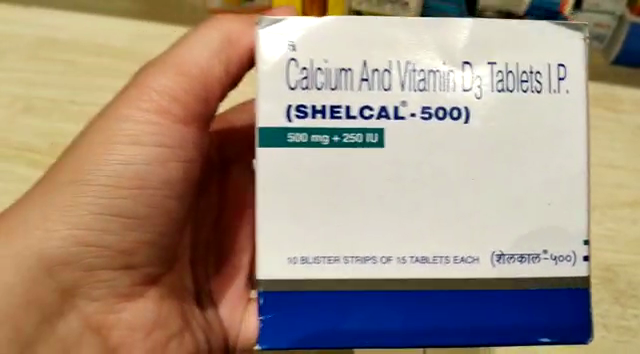 Rx
Calcium And Vitamin D3 Tablets I.P.
(SHELCAL®-500)
500 mg + 250 IU
10 BLISTER STRIPS OF 15 TABLETS EACH (शेलकाल®-५००)